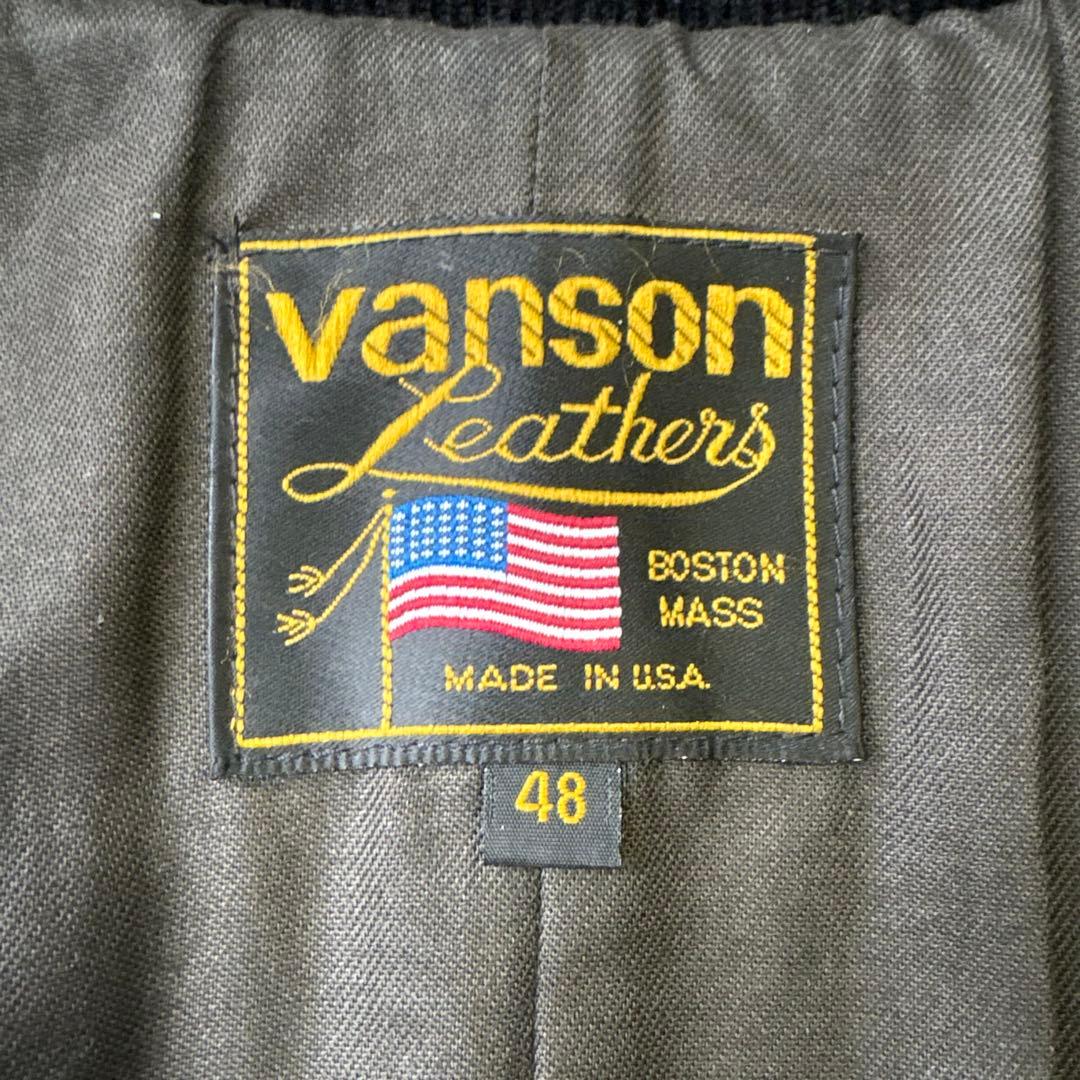 vanson
Leathers
BOSTON
MASS
MADE IN U.S.A.
48